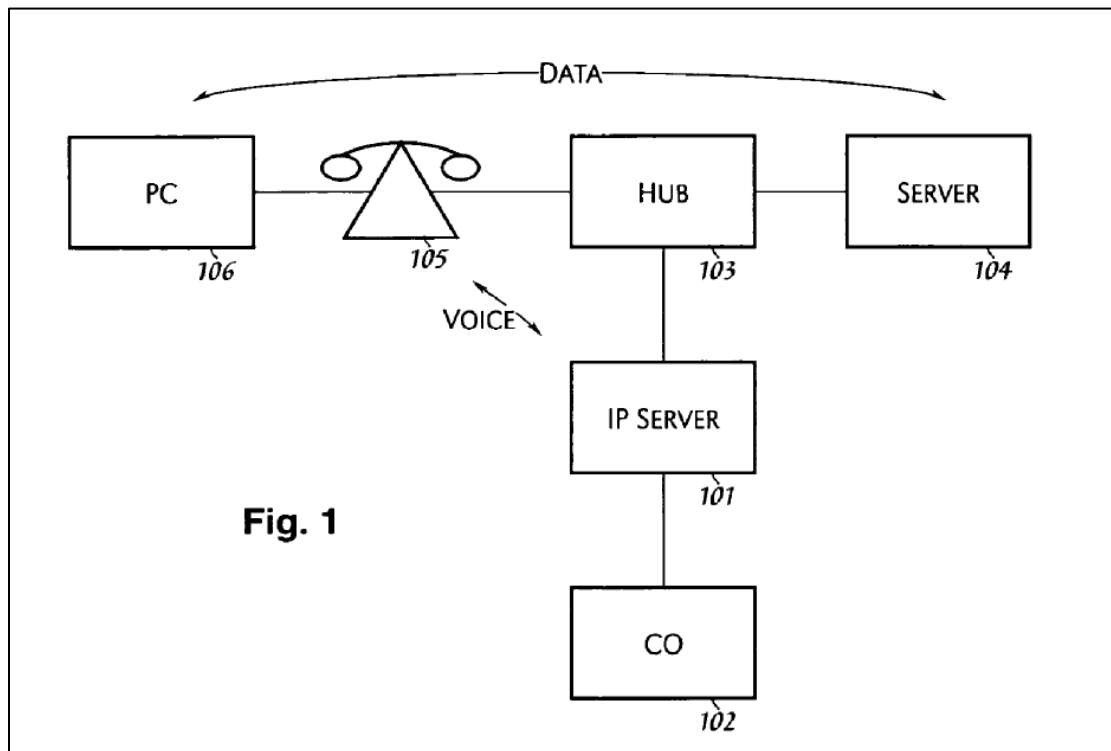 DATA
PC
HUB
SERVER
106
105
103
104
VOICE
IP SERVER
101
Fig. 1
CO
102